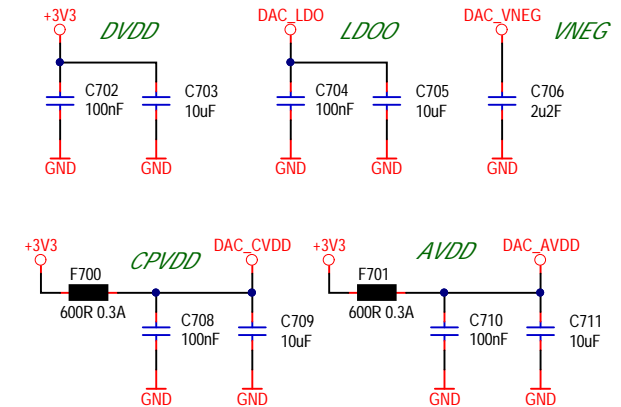 +3V3
DVDD
C702
100nF
C703
10uF
GND
GND
DAC_LDO
LDOO
C704
100nF
C705
10uF
GND
GND
DAC_VNEG
VNEG
C706
2u2F
GND
+3V3
F700
600R 0.3A
CPVDD
DAC_CVDD
C708
100nF
C709
10uF
GND
GND
+3V3
F701
600R 0.3A
AVDD
DAC_AVDD
C710
100nF
C711
10uF
GND
GND